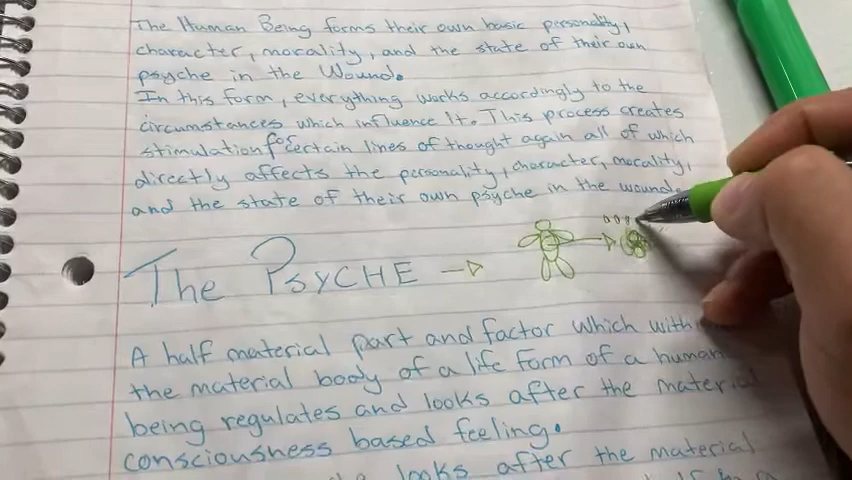 The Human Being forms their own basic personality,
character, morality, and the state of their own
psyche in the Wound.
In this form, everything works accordingly to the
circumstances which influence It. This process creates
stimulation for certain lines of thought again all of which
directly affects the personality, character, morality,
and the state of their own psyche in the wound.
The PSYCHE
A half material part and factor which with
the material body of a life form of a human
being regulates and looks after the material
consciousness based feeling.
looks after the material